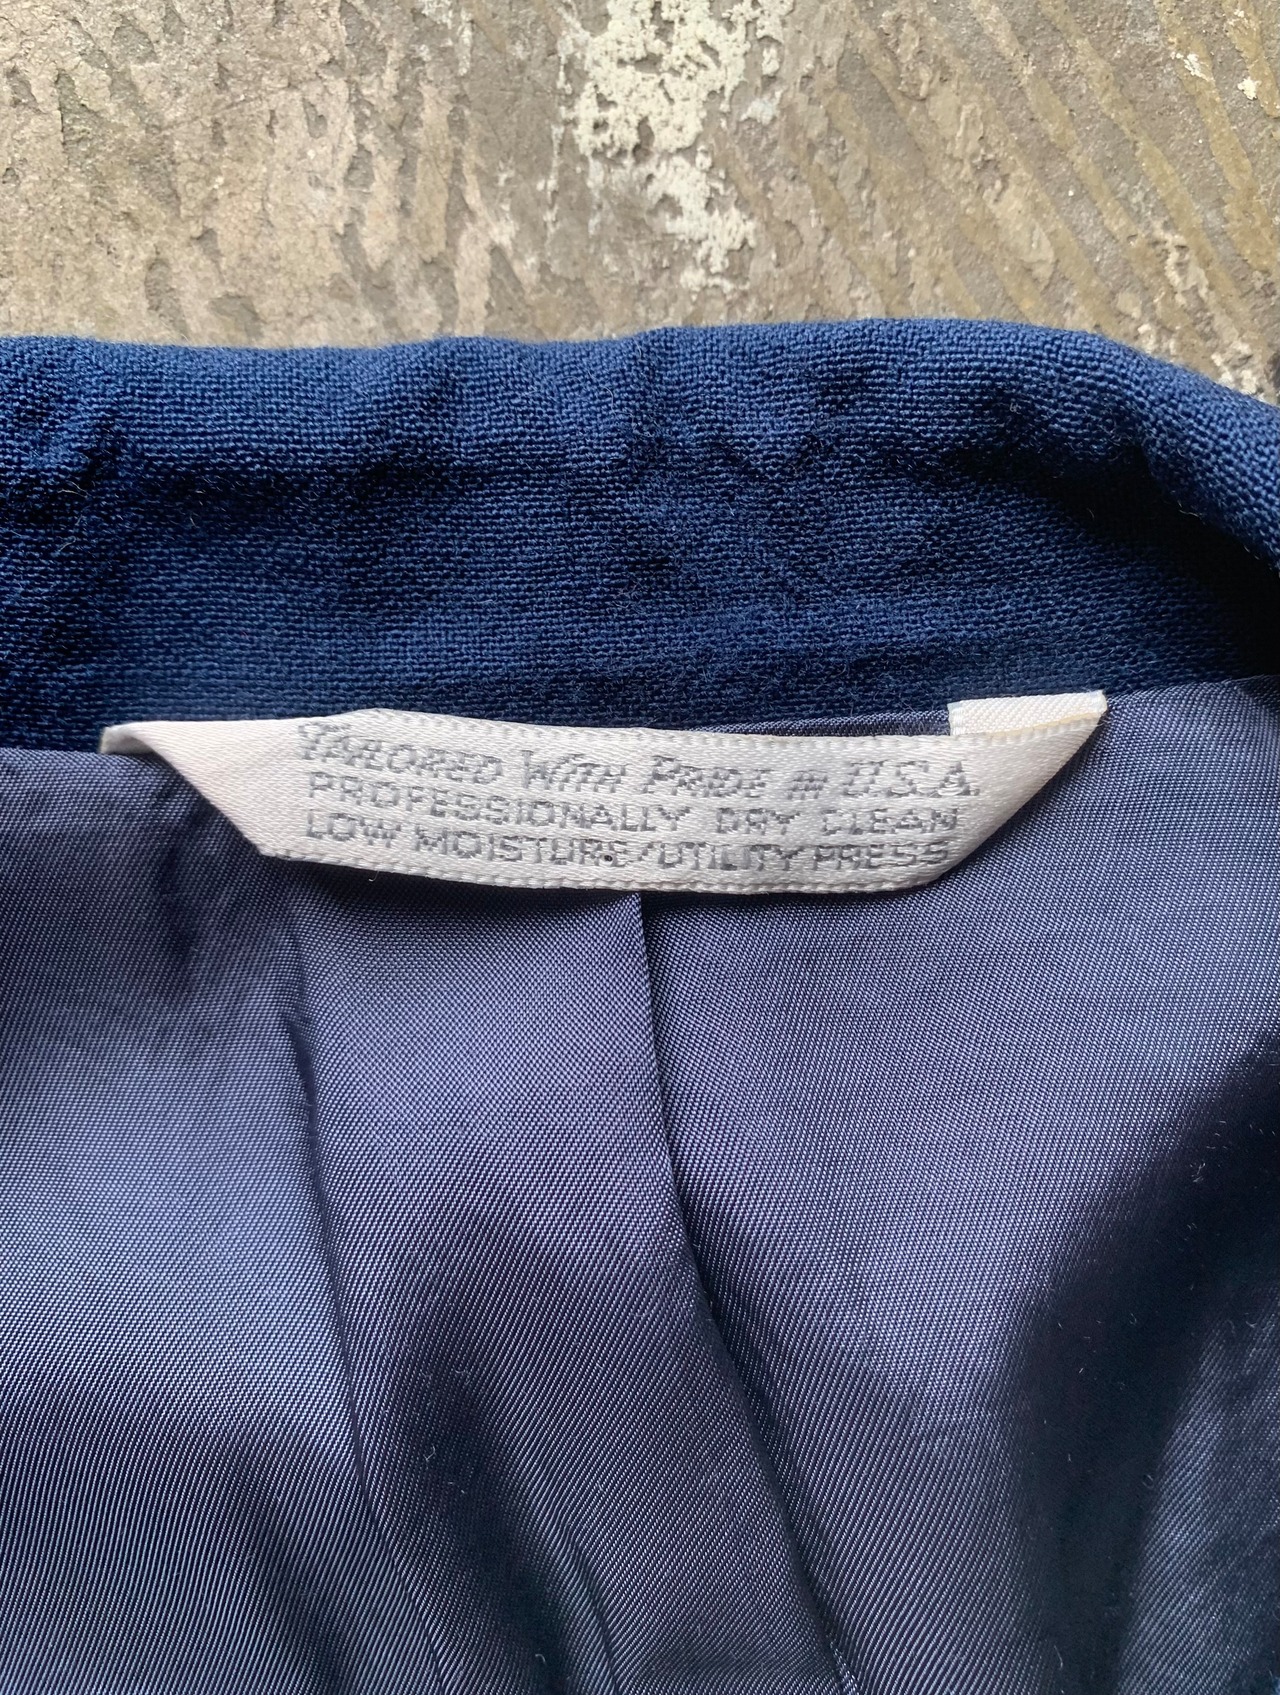 TAILORED WITH PRIDE IN U.S.A.
PROFESSIONALLY DRY CLEAN
LOW MOISTURE/UTILITY PRESS